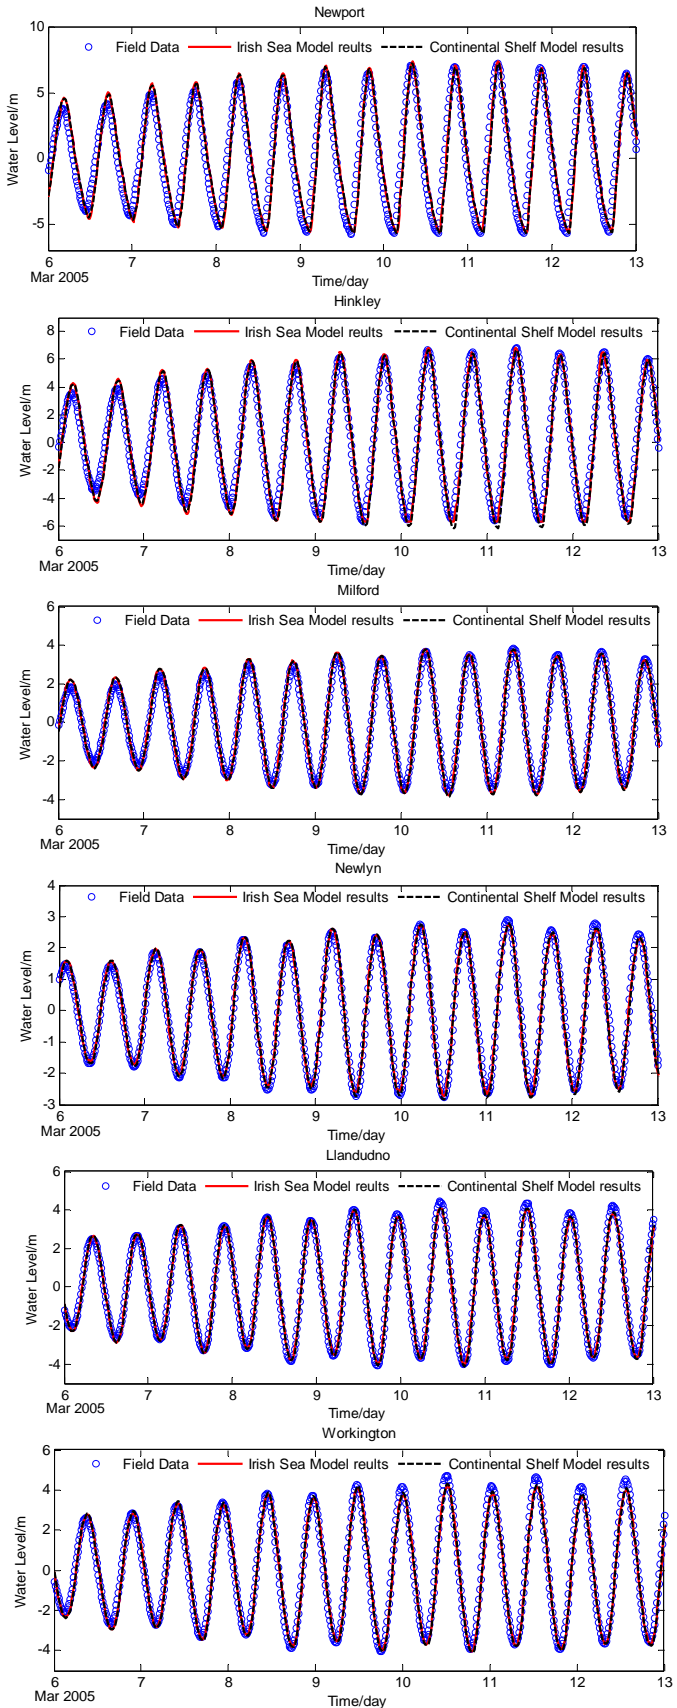 Newport
10
Field Data Irish Sea Model reults Continental Shelf Model results
5
0
-5
Water Level/m
6 7 8 9 10 11 12 13
Mar 2005
Time/day
Hinkley
8
Field Data Irish Sea Model reults Continental Shelf Model results
6
4
2
0
-2
-4
-6
Water Level/m
6 7 8 9 10 11 12 13
Mar 2005
Time/day
Milford
6
Field Data Irish Sea Model results Continental Shelf Model results
4
2
0
-2
-4
Water Level/m
6 7 8 9 10 11 12 13
Mar 2005
Time/day
Newlyn
4
Field Data Irish Sea Model reults Continental Shelf Model results
3
2
1
0
-1
-2
-3
Water Level/m
6 7 8 9 10 11 12 13
Mar 2005
Time/day
Llandudno
6
Field Data Irish Sea Model reults Continental Shelf Model results
4
2
0
-2
-4
Water Level/m
6 7 8 9 10 11 12 13
Mar 2005
Time/day
Workington
6
Field Data Irish Sea Model reults Continental Shelf Model results
4
2
0
-2
-4
Water Level/m
6 7 8 9 10 11 12 13
Mar 2005
Time/day